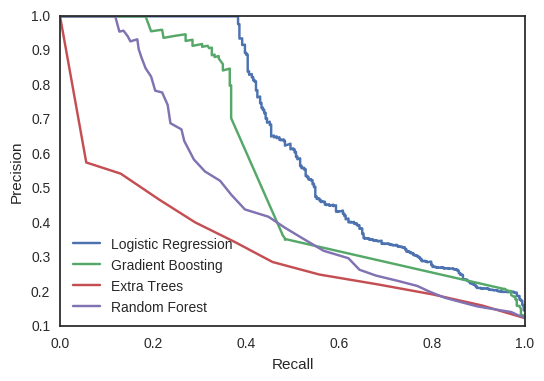 1.0
0.9
0.8
0.7
0.6
0.5
0.4
0.3
0.2
0.1
Precision
Logistic Regression
Gradient Boosting
Extra Trees
Random Forest
0.0 0.2 0.4 0.6 0.8 1.0
Recall